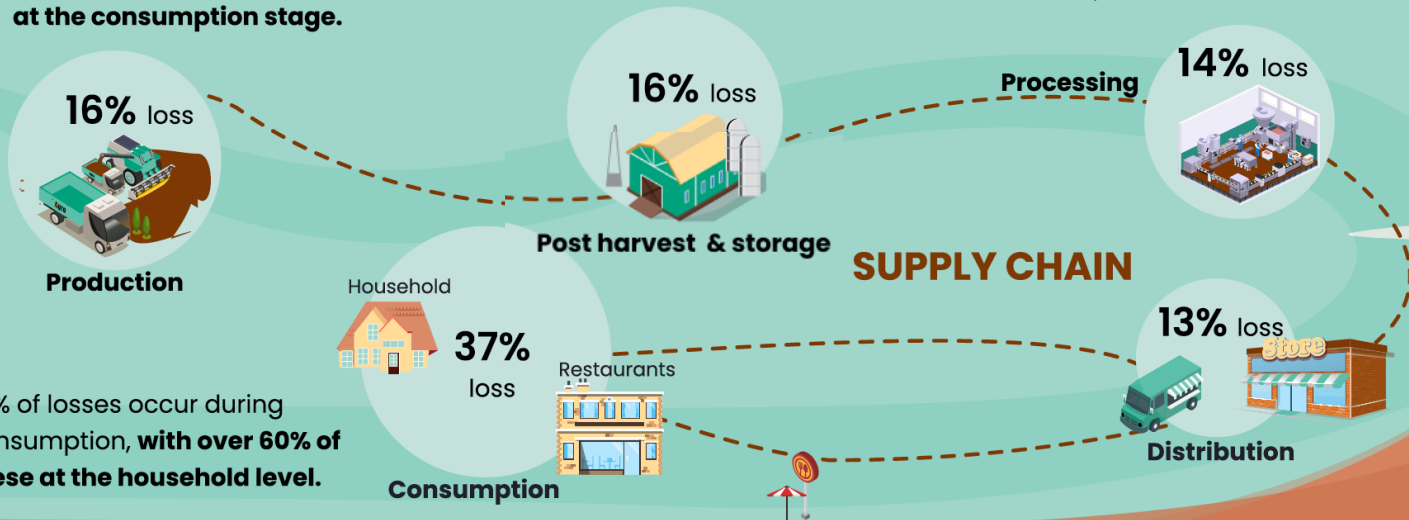 at the consumption stage.
16% loss
Production
16% loss
Post harvest & storage
Processing
14% loss
SUPPLY CHAIN
13% loss
Store
Distribution
Household
37%
loss
Restaurants
Consumption
% of losses occur during
with over 60% of
at the household level.